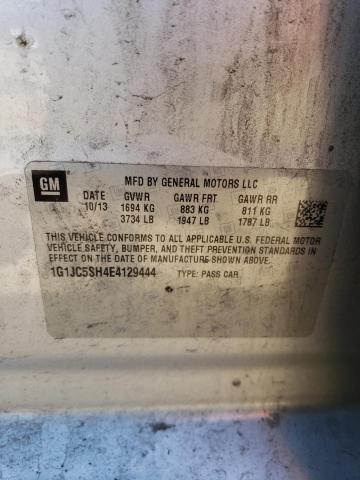 GM
MFD BY GENERAL MOTORS LLC
DATE GVWR GAWR FRT GAWR RR
10/13 1694 KG 883 KG 811 KG
3734 LB 1947 LB 1787 LB
THIS VEHICLE CONFORMS TO ALL APPLICABLE U.S. FEDERAL MOTOR
VEHICLE SAFETY, BUMPER, AND THEFT PREVENTION STANDARDS IN
EFFECT ON THE DATE OF MANUFACTURE SHOWN ABOVE.
1G1JC5SH4E4129444 TYPE: PASS CAR